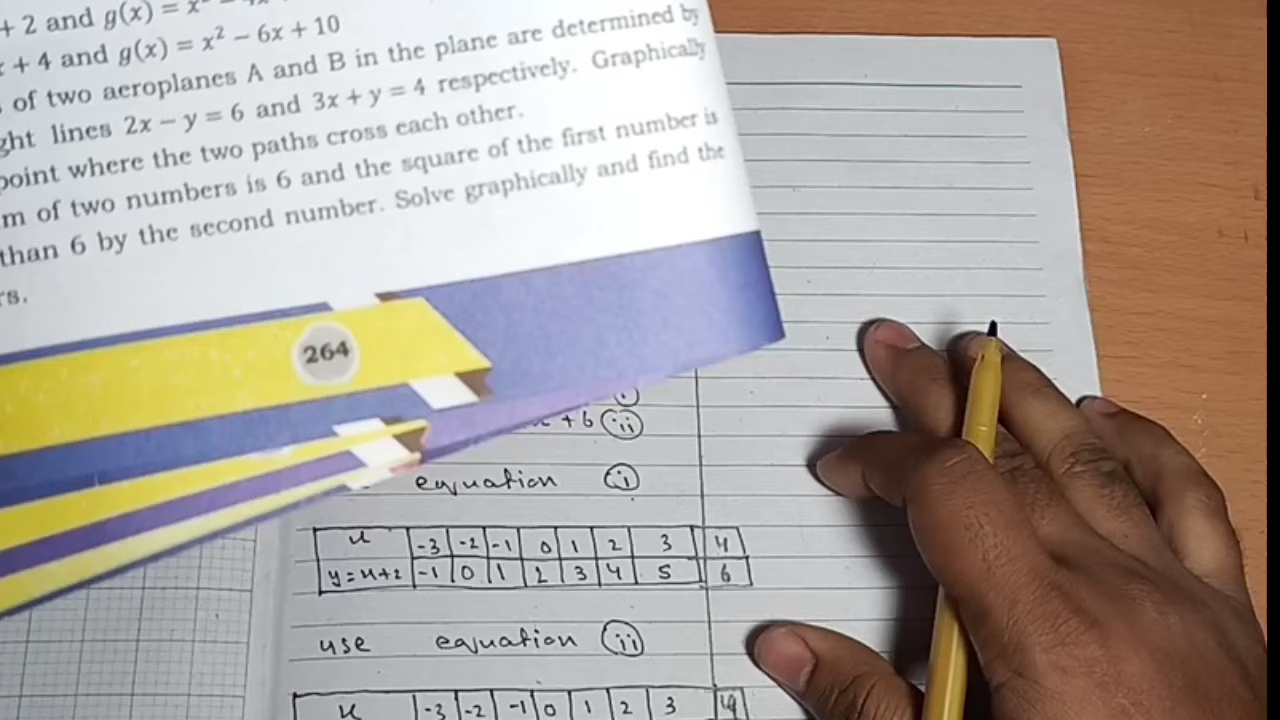 + 2 and g(x) = x²
+ 4 and g(x) = x² − 6x + 10
of two aeroplanes A and B in the plane are determined by
ght lines 2x − y = 6 and 3x + y = 4 respectively. Graphically
point where the two paths cross each other.
m of two numbers is 6 and the square of the first number is
than 6 by the second number. Solve graphically and find the
rs.
264
+ 6 (ii)
equation (i)
x -3 -2 -1 0 1 2 3 4
y = x+2 -1 0 1 2 3 4 5 6
use equation (ii)
x -3 -2 -1 0 1 2 3 4